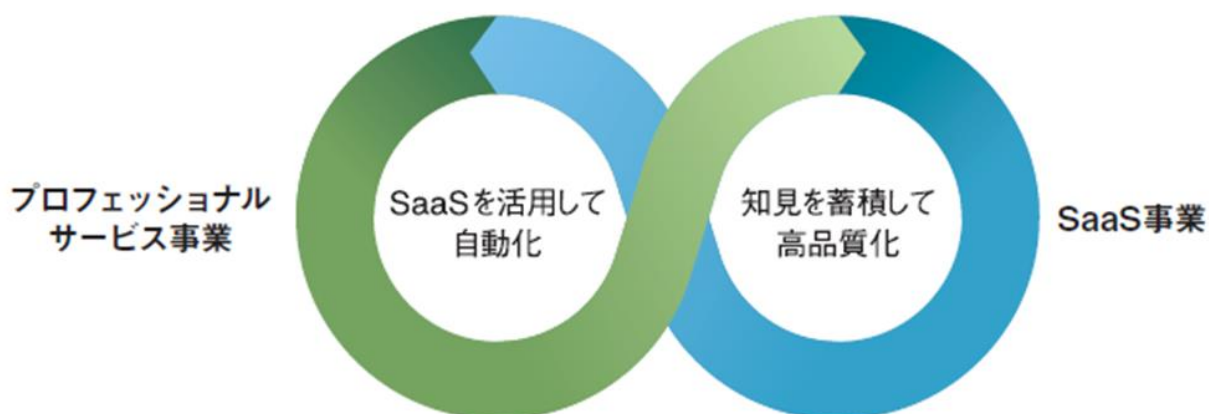 プロフェッショナル
サービス事業
SaaSを活用して
自動化
知見を蓄積して
高品質化
SaaS事業